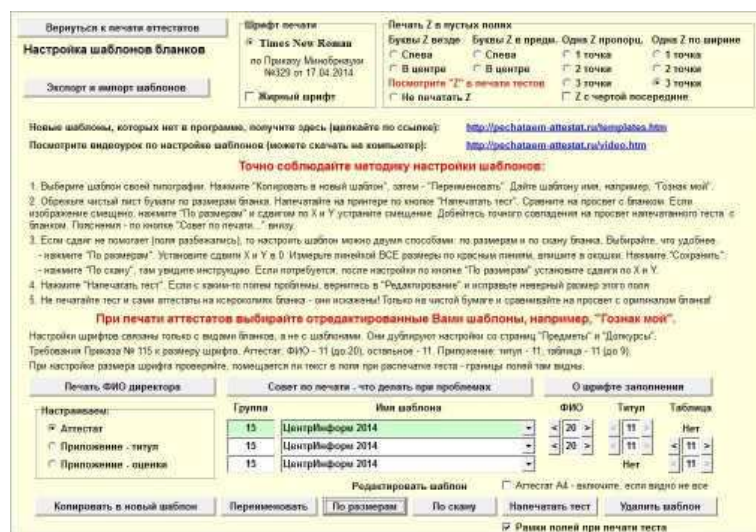 Вернуться к печати аттестатов
Настройка шаблонов бланков
Экспорт и импорт шаблонов
Шрифт печати
Times New Roman
по Приказу Минобрнауки
№329 от 17.04.2014
Жирный шрифт
Печать Z в пустых полях
Буквы Z везде Буквы Z в предм. Одна Z пропорц. Одна Z по ширине
Слева Слева 1 точка 1 точка
В центре В центре 2 точки 2 точки
Посмотрите "Z" в печати тестов 3 точки 3 точки
Не печатать Z Z с чертой посередине
Новые шаблоны, которых нет в программе, получите здесь (щелкайте по ссылке): http://pechataem-attestat.ru/templates.htm
Посмотрите видеоурок по настройке шаблонов (можете скачать на компьютер): http://pechataem-attestat.ru/video.htm
Точно соблюдайте методику настройки шаблонов:
1. Выберите шаблон своей типографии. Нажмите "Копировать в новый шаблон", затем - "Переименовать". Дайте шаблону имя, например, "Гознак мой".
2. Обрежьте чистый лист бумаги по размерам бланка. Напечатайте на принтере по кнопке "Напечатать тест". Сравните на просвет с бланком. Если
изображение смещено, нажмите "По размерам" и сдвигом по X и Y устраните смещение. Добейтесь точного совпадения на просвет напечатанного теста с
бланком. Пояснения - по кнопке "Совет по печати..." внизу.
3. Если сдвиг не помогает (поля разбежались), то настроить шаблон можно двумя способами: по размерам и по скану бланка. Выбирайте, что удобнее
- нажмите "По размерам". Установите сдвиги X и Y в 0. Измерьте линейкой ВСЕ размеры по красным линиям, впишите в окошки. Нажмите "Сохранить".
- нажмите "По скану", там увидите инструкцию. Если потребуется, после настройки по кнопке "По размерам" установите сдвиги по X и Y.
4. Нажмите "Напечатать тест". Если с каким-то полем проблемы, вернитесь в "Редактирование" и исправьте неверный размер этого поля
5. Не печатайте тест и сами аттестаты на ксерокопиях бланка - они искажены! Только на чистой бумаге и сравнивайте на просвет с оригиналом бланка!
При печати аттестатов выбирайте отредактированные Вами шаблоны, например, "Гознак мой".
Настройки шрифтов связаны только с видами бланков, а не с шаблонами. Они дублируют настройки со страниц "Предметы" и "Допкурсы".
Требования Приказа № 115 к размеру шрифта. Аттестат: ФИО - 11 (до 20), остальное - 11. Приложение: титул - 11, таблица - 11 (до 9).
При настройке размера шрифта проверяйте, помещается ли текст в поля при распечатке теста - границы полей там видны.
Печать ФИО директора Совет по печати - что делать при проблемах О шрифте заполнения
Настраиваем: Группа Имя шаблона ФИО Титул Таблица
Аттестат 15 ЦентрИнформ 2014 < 20 > < 11 > Нет
Приложение - титул 15 ЦентрИнформ 2014 < 20 > < 11 > < 11 >
Приложение - оценки 15 ЦентрИнформ 2014 Нет < 11 >
Редактировать шаблон Аттестат А4 - включите, если видно не все
Копировать в новый шаблон Переименовать По размерам По скану Напечатать тест Удалить шаблон
Рамки полей при печати теста